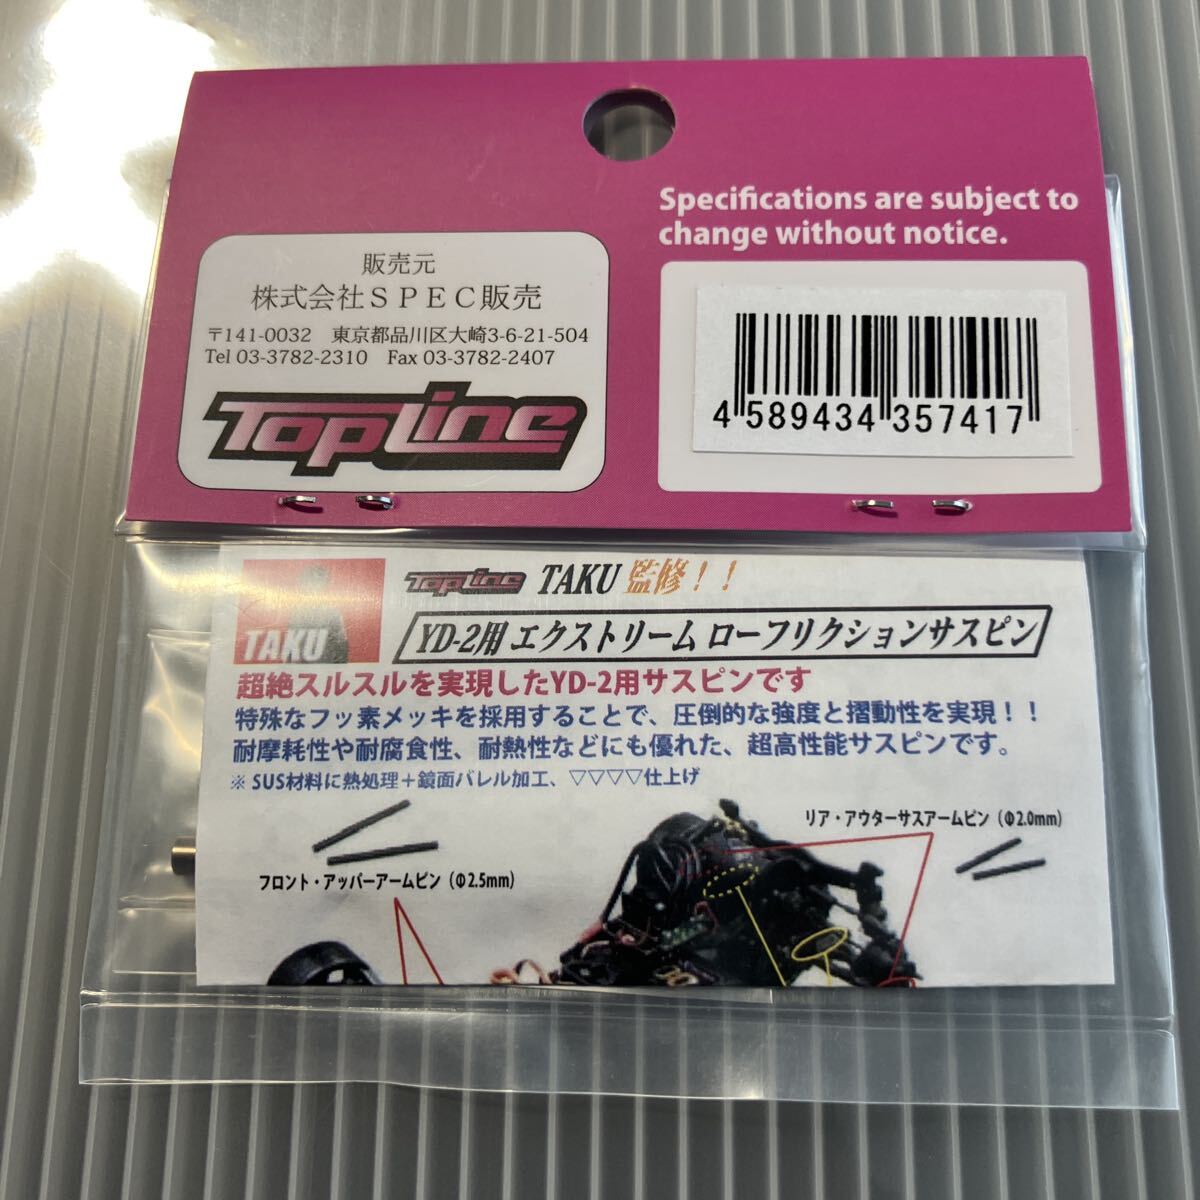 Specifications are subject to
change without notice.
販売元
株式会社SPEC販売
〒141-0032 東京都品川区大崎3-6-21-504
Tel 03-3782-2310 Fax 03-3782-2407
TopLine
4 589434 357417
TAKU
TopLine TAKU 監修！！
YD-2用 エクストリーム ローフリクションサスピン
超絶スルスルを実現したYD-2用サスピンです
特殊なフッ素メッキを採用することで、圧倒的な強度と摺動性を実現！！
耐摩耗性や耐腐食性、耐熱性などにも優れた、超高性能サスピンです。
※ SUS材料に熱処理＋鏡面バレル加工、▽▽▽▽仕上げ
リア・アウターサスアームピン（Φ2.0mm）
フロント・アッパーアームピン（Φ2.5mm）